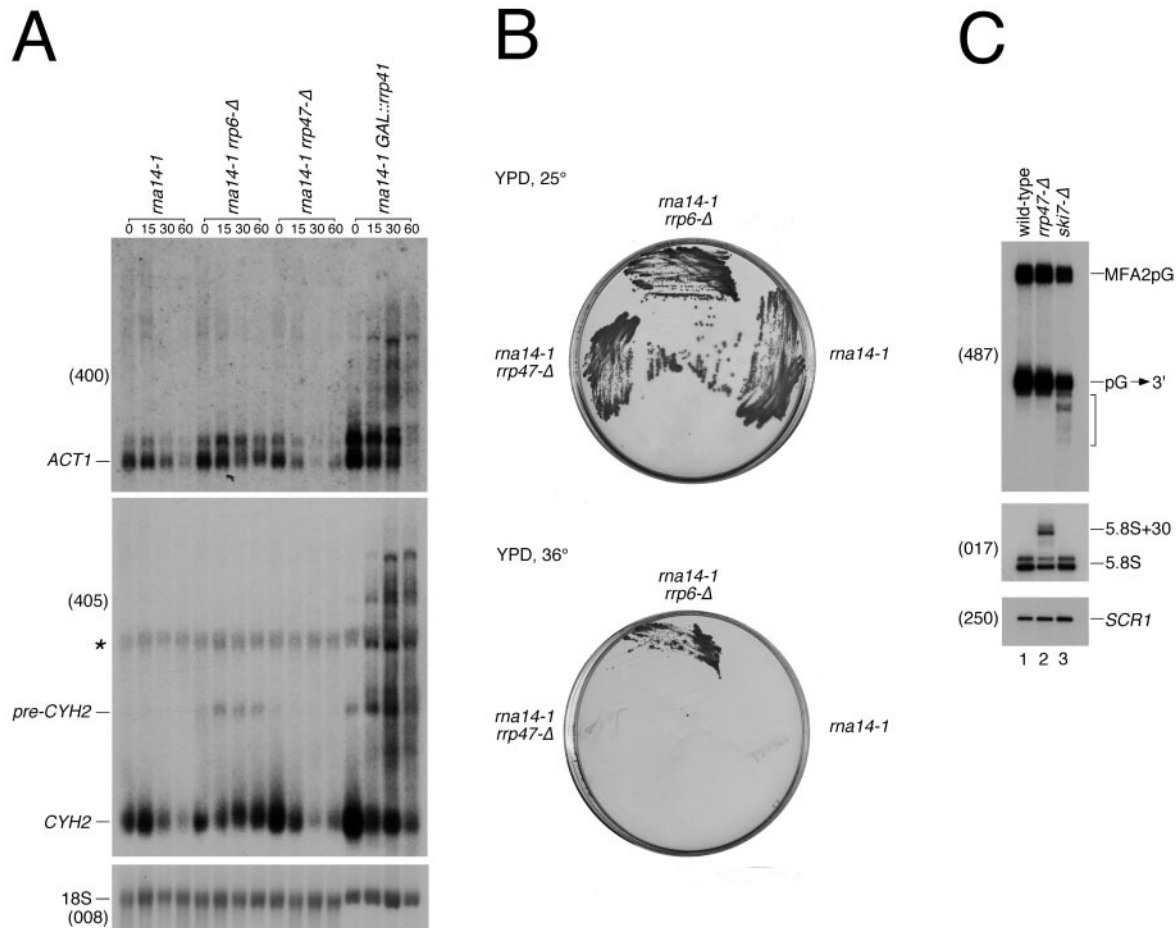 A
rna14-1
rna14-1 rrp6-Δ
rna14-1 rrp47-Δ
rna14-1 GAL::rrp41
0 15 30 60 0 15 30 60 0 15 30 60 0 15 30 60
(400)
ACT1
(405)
*
pre-CYH2
CYH2
18S
(008)
B
YPD, 25°
rna14-1
rrp6-Δ
rna14-1
rrp47-Δ
rna14-1
YPD, 36°
rna14-1
rrp6-Δ
rna14-1
rrp47-Δ
rna14-1
C
wild-type
rrp47-Δ
ski7-Δ
MFA2pG
(487)
pG → 3'
5.8S+30
(017)
5.8S
(250)
SCR1
1 2 3